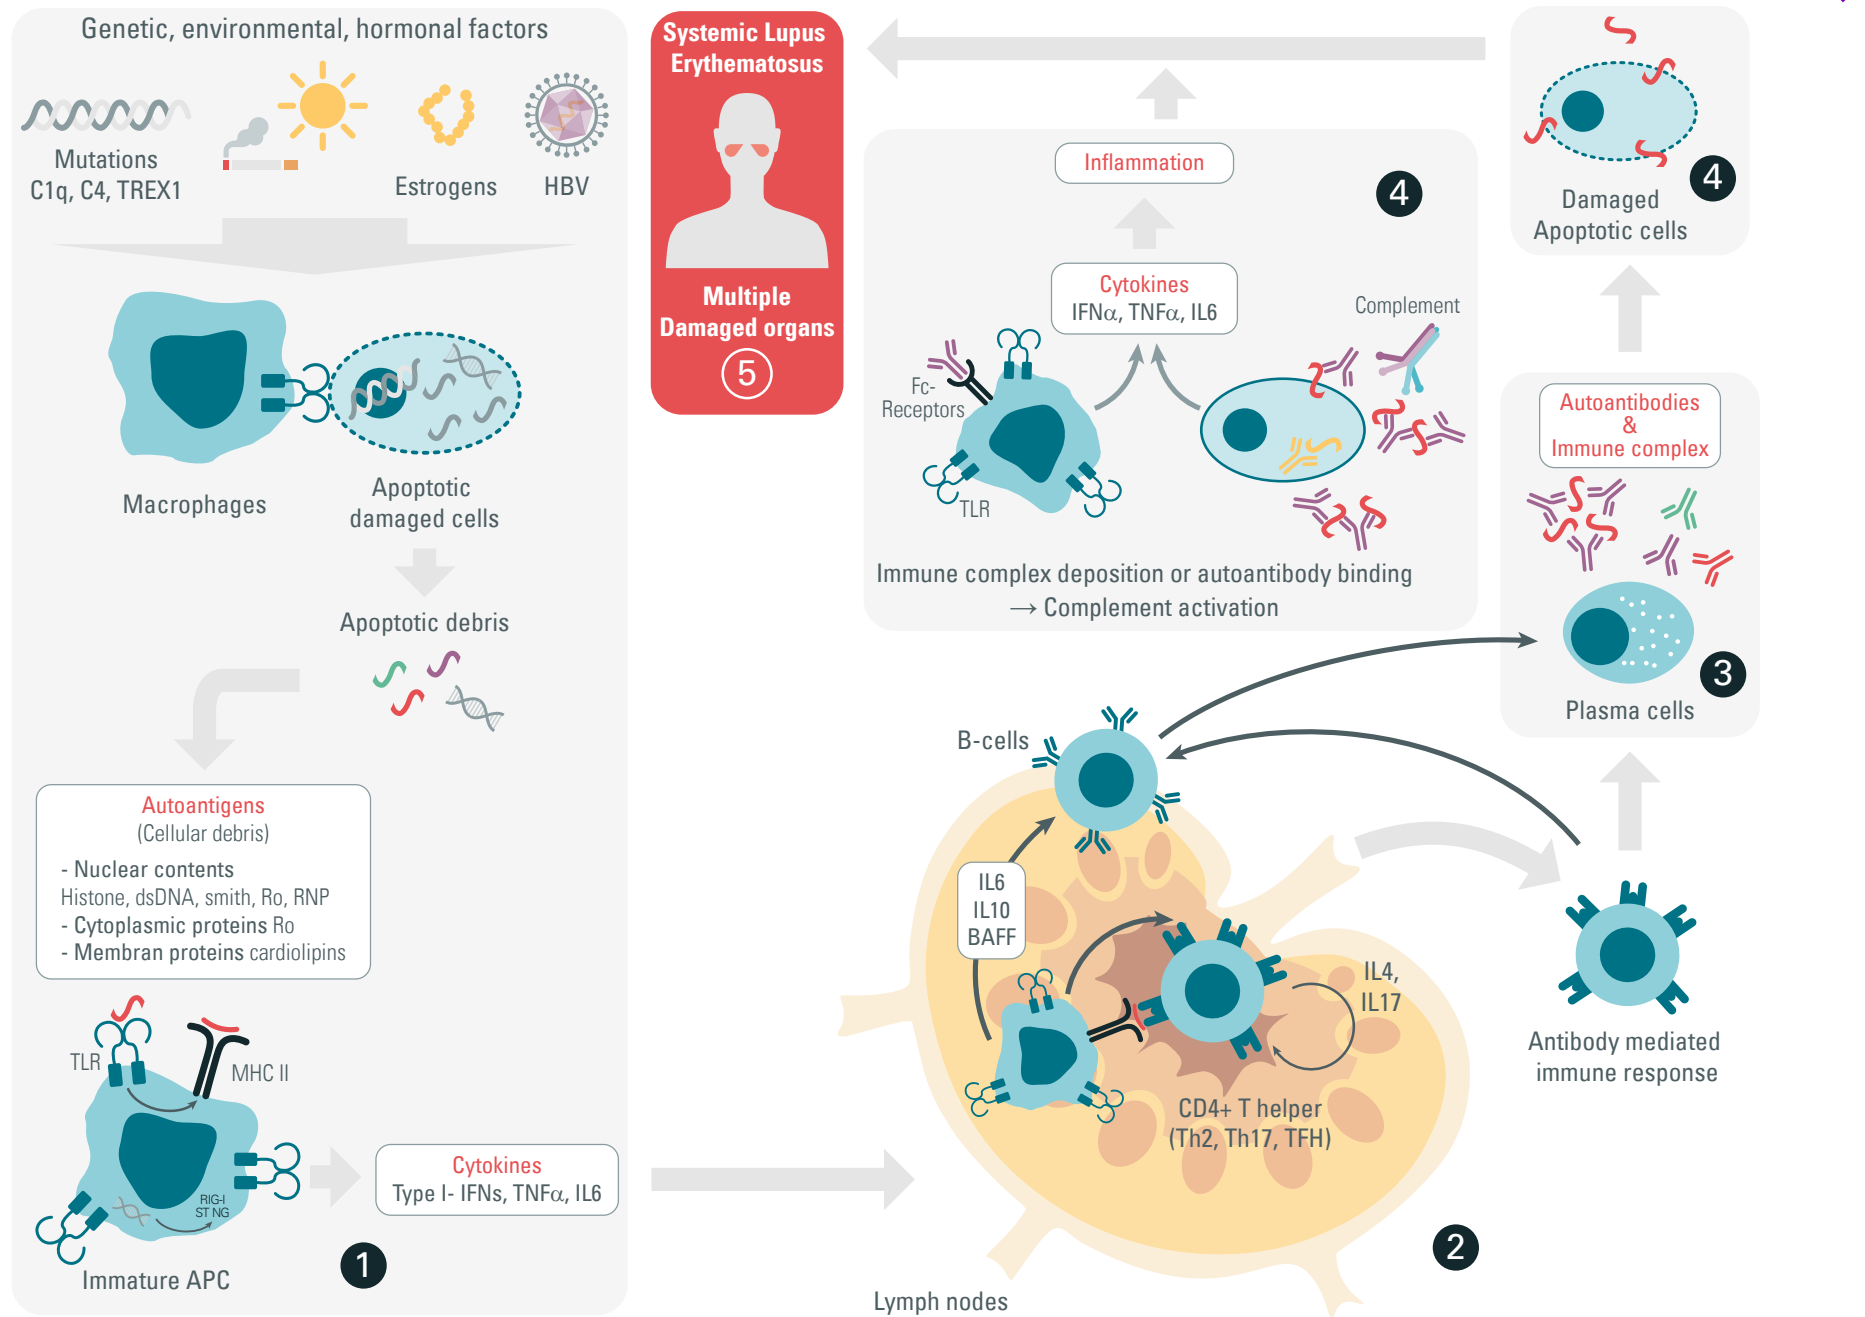 Genetic, environmental, hormonal factors
Mutations
C1q, C4, TREX1
Estrogens
HBV
Macrophages
Apoptotic
damaged cells
Apoptotic debris
Autoantigens
(Cellular debris)
- Nuclear contents
Histone, dsDNA, smith, Ro, RNP
- Cytoplasmic proteins Ro
- Membran proteins cardiolipins
TLR
MHC II
RIG-I
ST NG
Immature APC
Cytokines
Type I- IFNs, TNFα, IL6
1
Systemic Lupus
Erythematosus
Multiple
Damaged organs
5
Inflammation
4
Cytokines
IFNα, TNFα, IL6
Complement
Fc-
Receptors
TLR
Immune complex deposition or autoantibody binding
→ Complement activation
4
Damaged
Apoptotic cells
Autoantibodies
&
Immune complex
3
Plasma cells
B-cells
IL6
IL10
BAFF
IL4,
IL17
CD4+ T helper
(Th2, Th17, TFH)
Antibody mediated
immune response
2
Lymph nodes